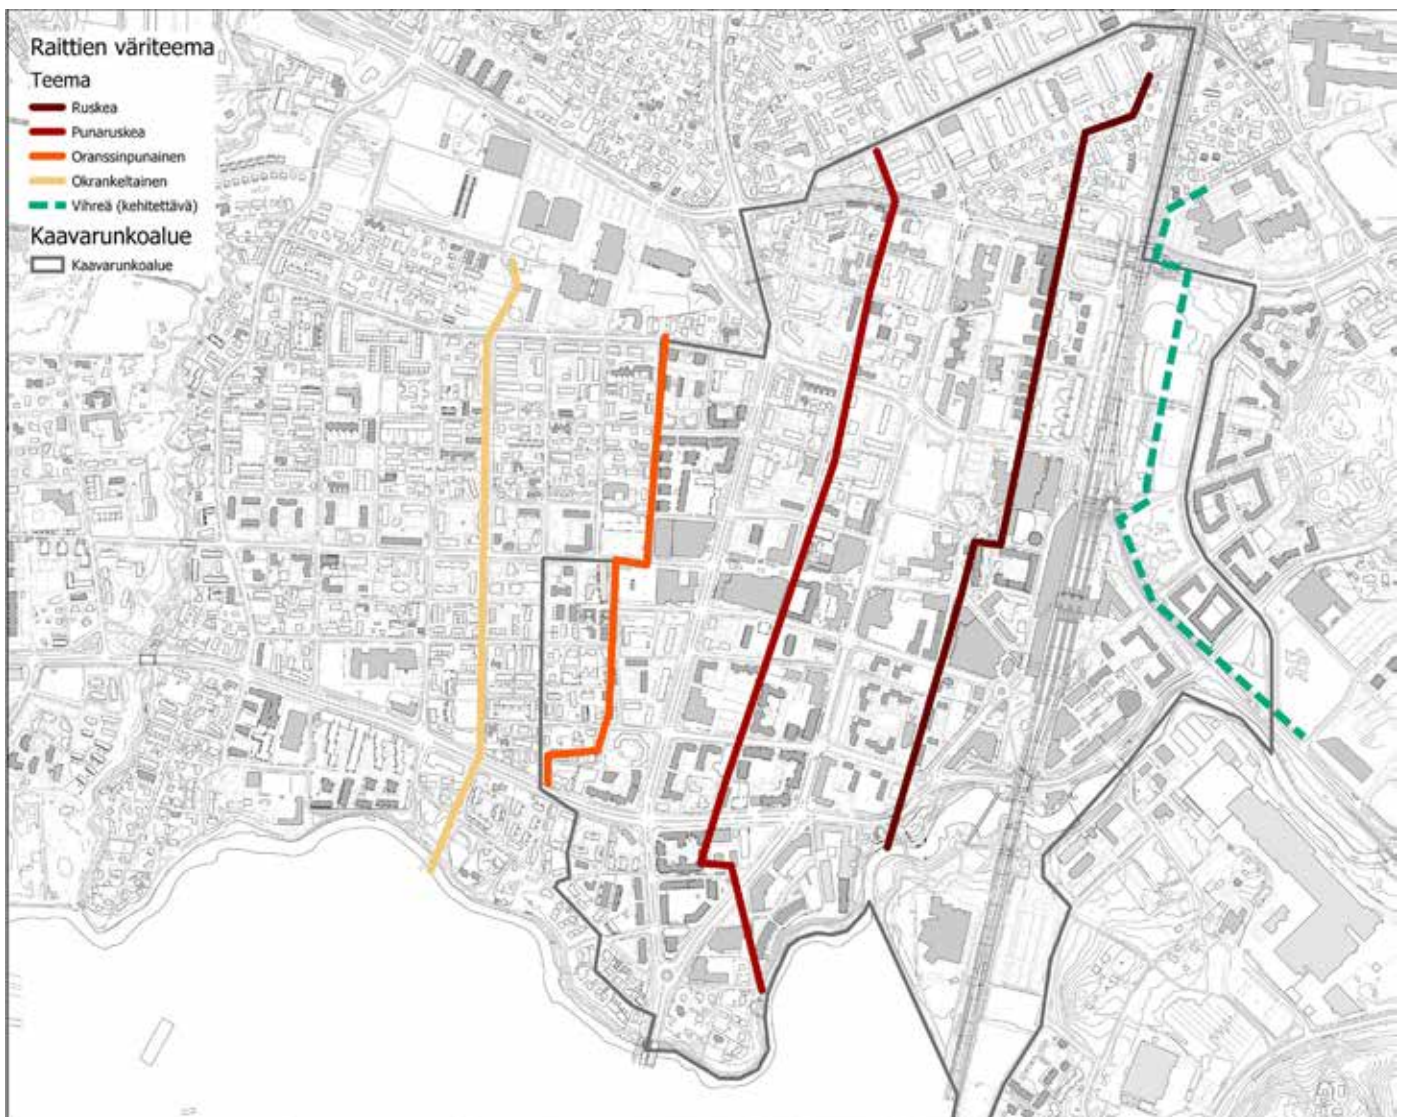 Raittien väriteema
Teema
Ruskea
Punaruskea
Oranssinpunainen
Okrankeltainen
Vihreä (kehitettävä)
Kaavarunkoalue
Kaavarunkoalue